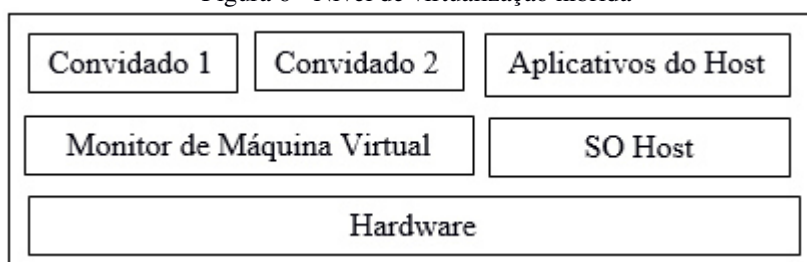 Convidado 1 Convidado 2 Aplicativos do Host
Monitor de Máquina Virtual SO Host
Hardware